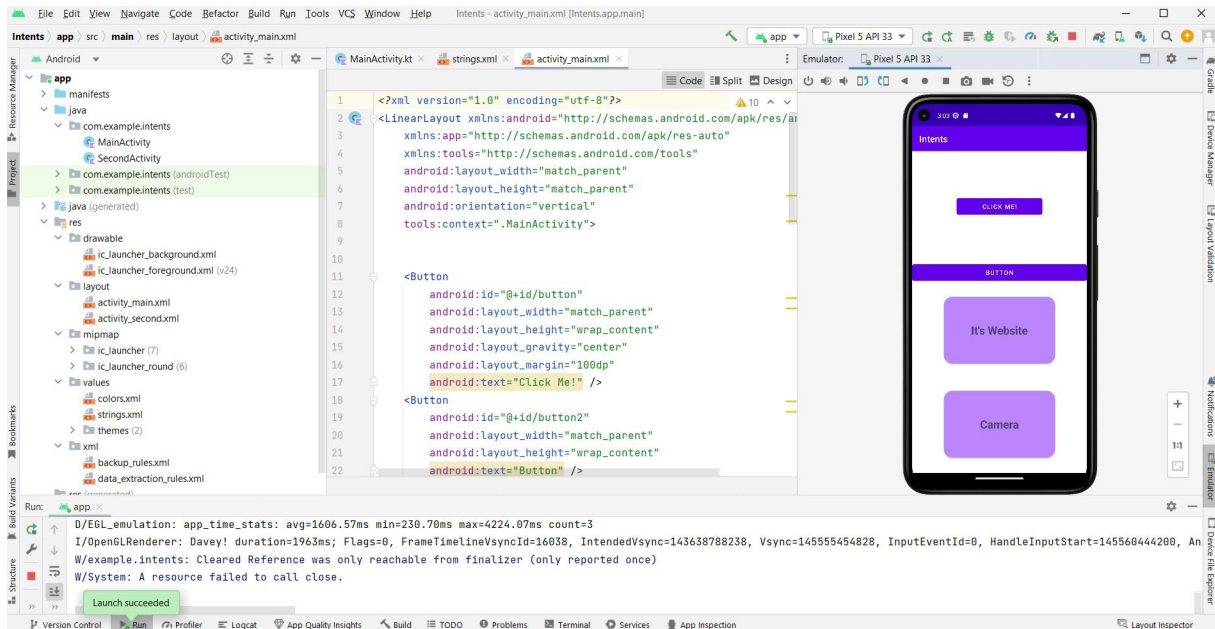 File Edit View Navigate Code Refactor Build Run Tools VCS Window Help Intents - activity_main.xml [Intents.app.main]
Intents app src main res layout activity_main.xml app Pixel 5 API 33
Resource Manager
Project
Bookmarks
Build Variants
Structure
Android
app
manifests
java
com.example.intents
MainActivity
SecondActivity
com.example.intents (androidTest)
com.example.intents (test)
java (generated)
res
drawable
ic_launcher_background.xml
ic_launcher_foreground.xml (v24)
layout
activity_main.xml
activity_second.xml
mipmap
ic_launcher (7)
ic_launcher_round (6)
values
colors.xml
strings.xml
themes (2)
xml
backup_rules.xml
data_extraction_rules.xml
res (generated)
MainActivity.kt strings.xml activity_main.xml
Code Split Design
10
1 <?xml version="1.0" encoding="utf-8"?>
2 <LinearLayout xmlns:android="http://schemas.android.com/apk/res/an
3 xmlns:app="http://schemas.android.com/apk/res-auto"
4 xmlns:tools="http://schemas.android.com/tools"
5 android:layout_width="match_parent"
6 android:layout_height="match_parent"
7 android:orientation="vertical"
8 tools:context=".MainActivity">
9
10
11 <Button
12 android:id="@+id/button"
13 android:layout_width="match_parent"
14 android:layout_height="wrap_content"
15 android:layout_gravity="center"
16 android:layout_margin="100dp"
17 android:text="Click Me!" />
18 <Button
19 android:id="@+id/button2"
20 android:layout_width="match_parent"
21 android:layout_height="wrap_content"
22 android:text="Button" />
Emulator: Pixel 5 API 33
3:03
Intents
CLICK ME!
BUTTON
It's Website
Camera
1:1
Gradle
Device Manager
Layout Validation
Notifications
Emulator
Device File Explorer
Run: app
D/EGL_emulation: app_time_stats: avg=1606.57ms min=230.70ms max=4224.07ms count=3
I/OpenGLRenderer: Davey! duration=1963ms; Flags=0, FrameTimelineVsyncId=16038, IntendedVsync=143638788238, Vsync=145555454828, InputEventId=0, HandleInputStart=145560444200, An
W/example.intents: Cleared Reference was only reachable from finalizer (only reported once)
W/System: A resource failed to call close.
Launch succeeded
Version Control Run Profiler Logcat App Quality Insights Build TODO Problems Terminal Services App Inspection Layout Inspector